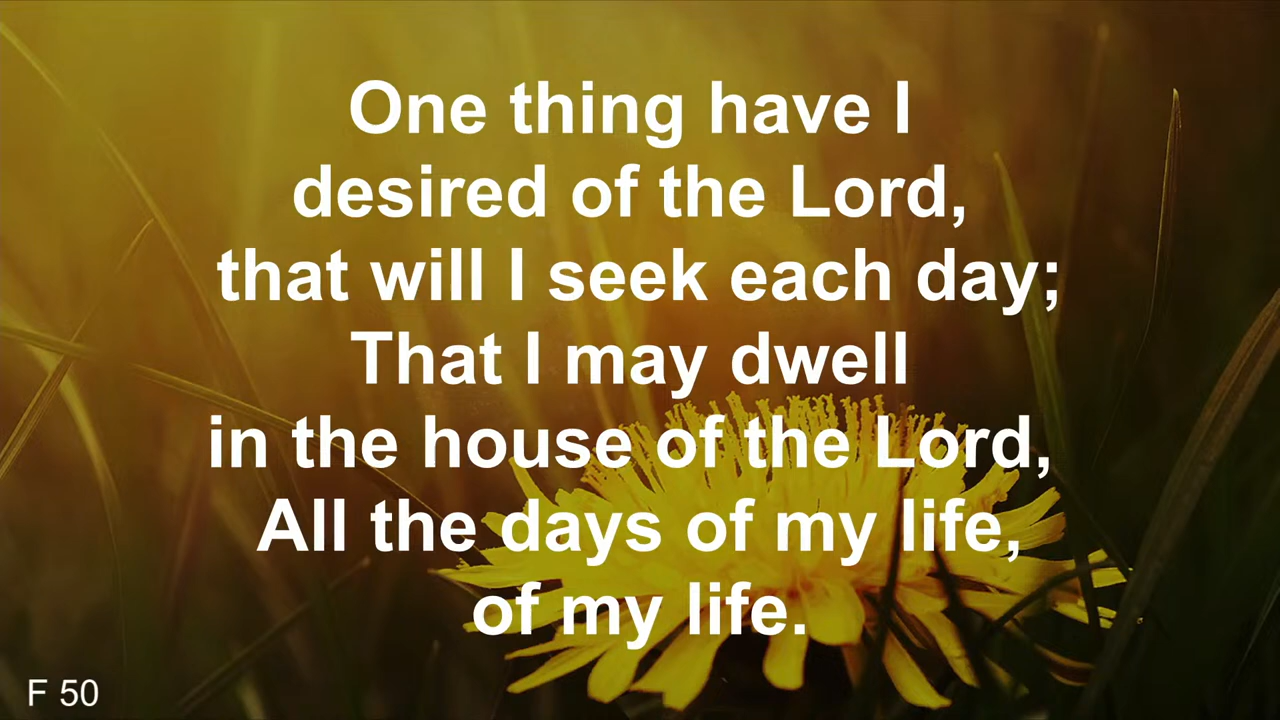 One thing have I
desired of the Lord,
that will I seek each day;
That I may dwell
in the house of the Lord,
All the days of my life,
of my life.
F 50